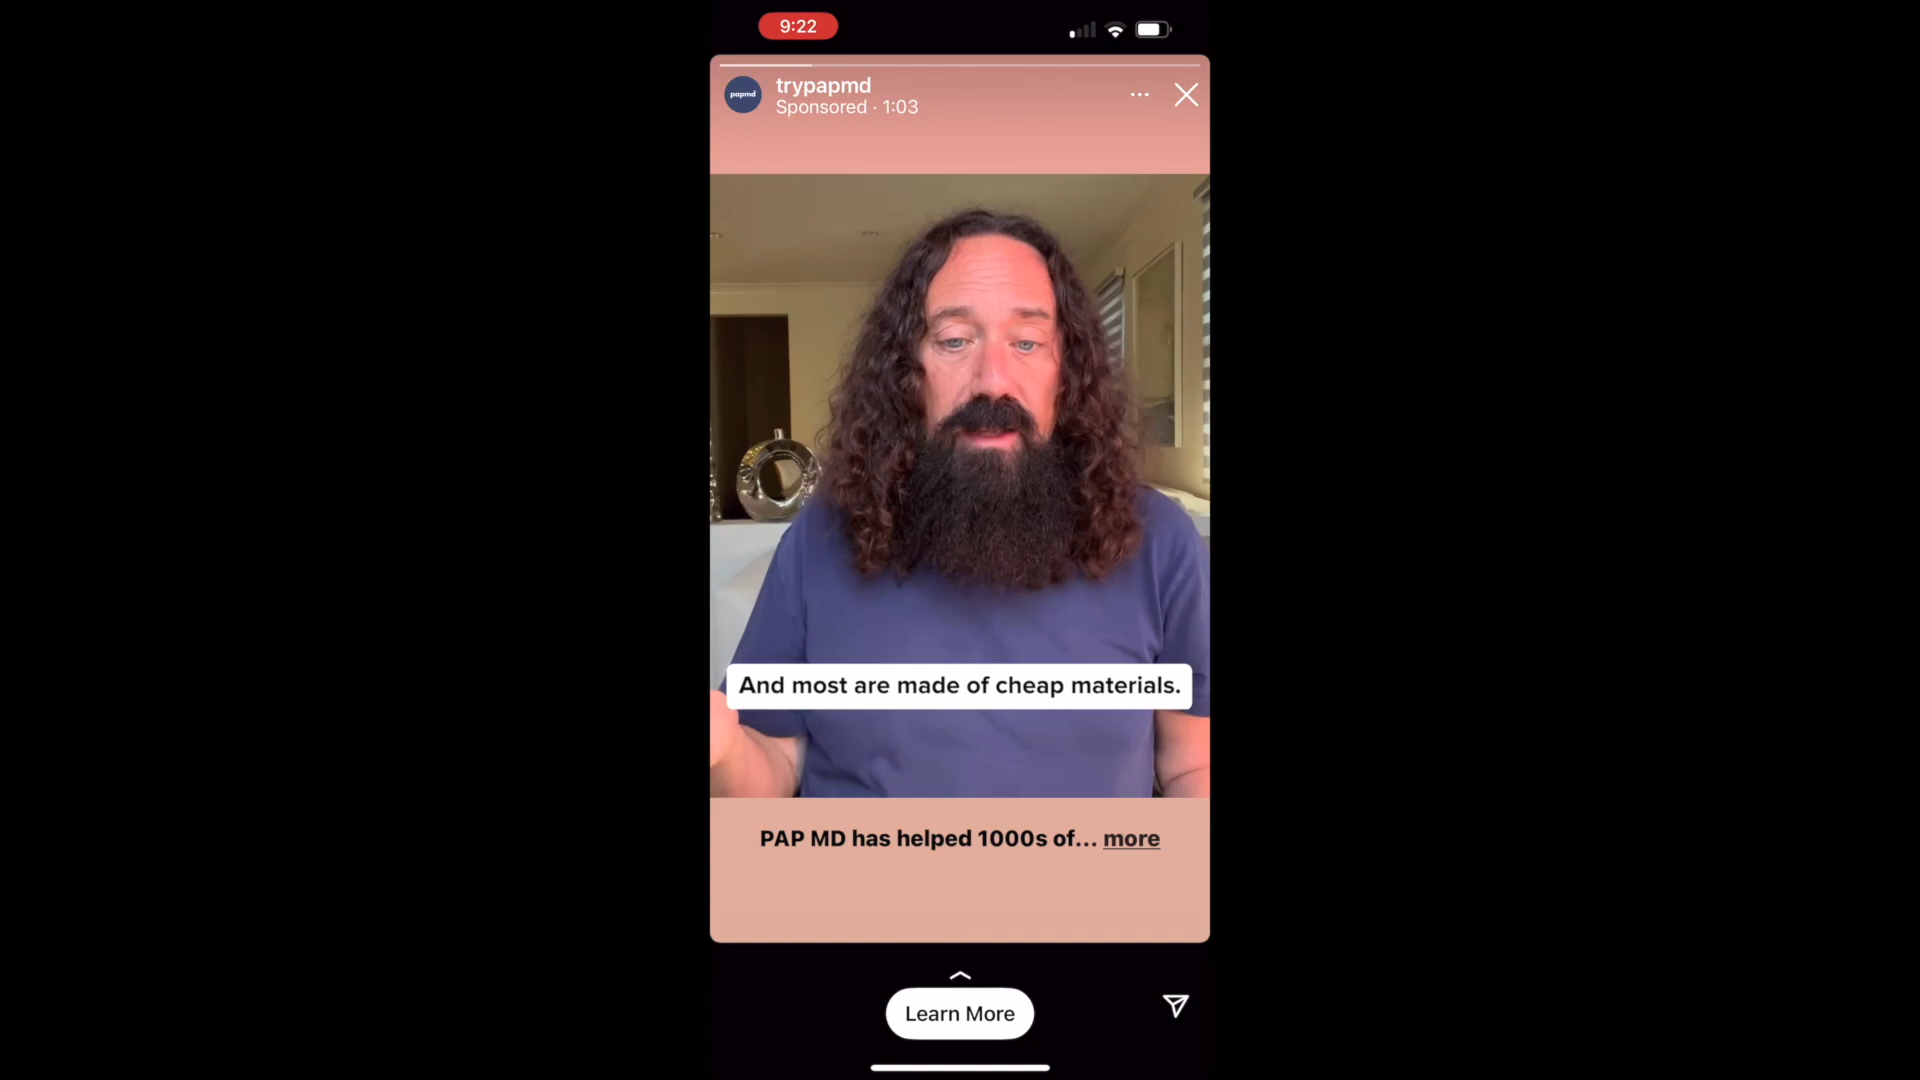 9:22
papmd
trypapmd
Sponsored · 1:03
And most are made of cheap materials.
PAP MD has helped 1000s of... more
Learn More